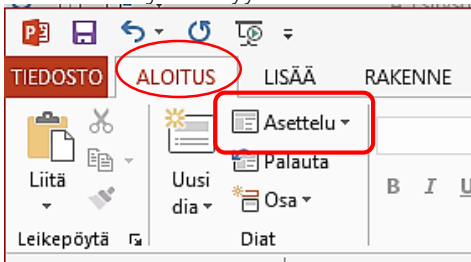 TIEDOSTO ALOITUS LISÄÄ RAKENNE
Asettelu
Palauta
Liitä Uusi dia Osa
B I U
Leikepöytä Diat